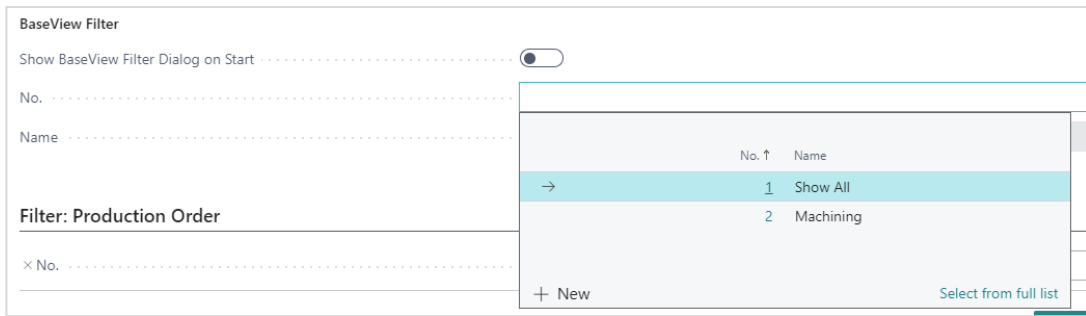 BaseView Filter
Show BaseView Filter Dialog on Start
No.
Name
No. ↑ Name
→ 1 Show All
2 Machining
Filter: Production Order
× No.
+ New Select from full list